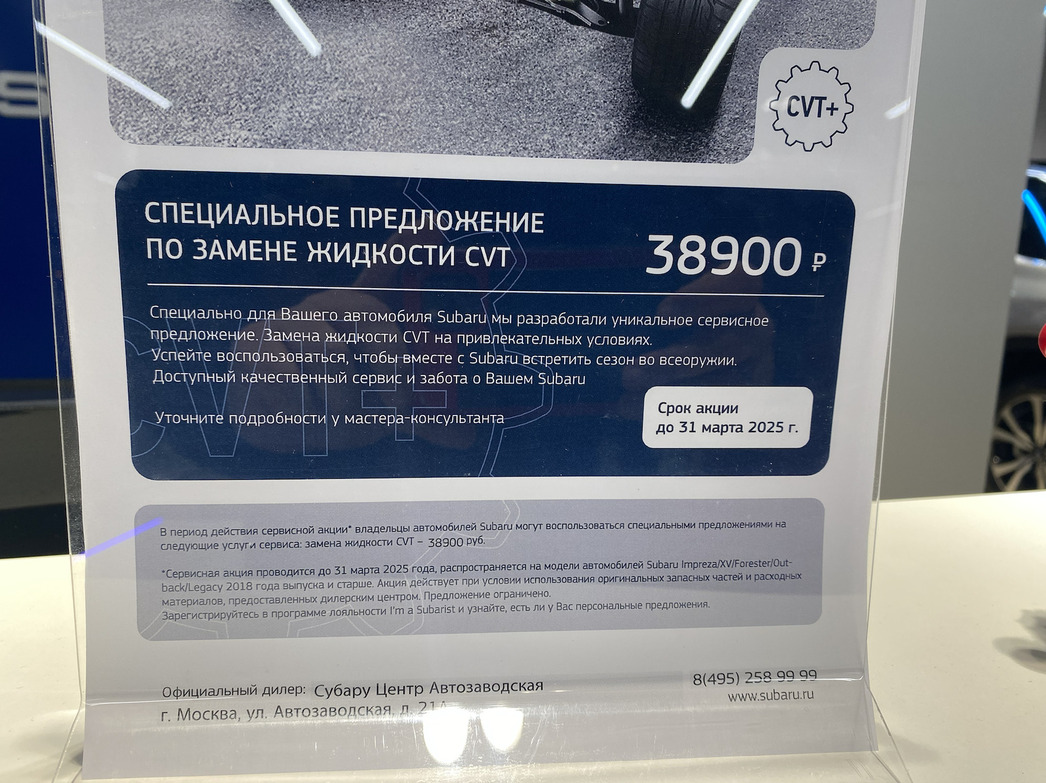 S
CVT+
СПЕЦИАЛЬНОЕ ПРЕДЛОЖЕНИЕ
ПО ЗАМЕНЕ ЖИДКОСТИ CVT
38900 ₽
Специально для Вашего автомобиля Subaru мы разработали уникальное сервисное
предложение. Замена жидкости CVT на привлекательных условиях.
Успейте воспользоваться, чтобы вместе с Subaru встретить сезон во всеоружии.
Доступный качественный сервис и забота о Вашем Subaru
Уточните подробности у мастера-консультанта
CVT+
Срок акции
до 31 марта 2025 г.
В период действия сервисной акции* владельцы автомобилей Subaru могут воспользоваться специальными предложениями на
следующие услуги сервиса: замена жидкости CVT – 38900 руб.
*Сервисная акция проводится до 31 марта 2025 года, распространяется на модели автомобилей Subaru Impreza/XV/Forester/Out-
back/Legacy 2018 года выпуска и старше. Акция действует при условии использования оригинальных запасных частей и расходных
материалов, предоставленных дилерским центром. Предложение ограничено.
Зарегистрируйтесь в программе лояльности I'm a Subarist и узнайте, есть ли у Вас персональные предложения.
Официальный дилер: Субару Центр Автозаводская
г. Москва, ул. Автозаводская, д.
8(495) 258 99 99
www.subaru.ru